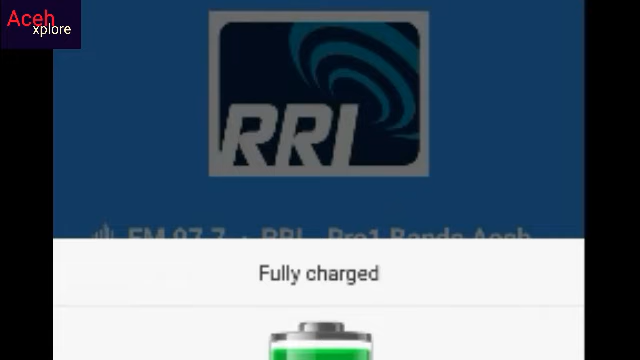 Aceh
xplore
RRI
FM 97.7 · RRI - Pro1 Banda Aceh
Fully charged